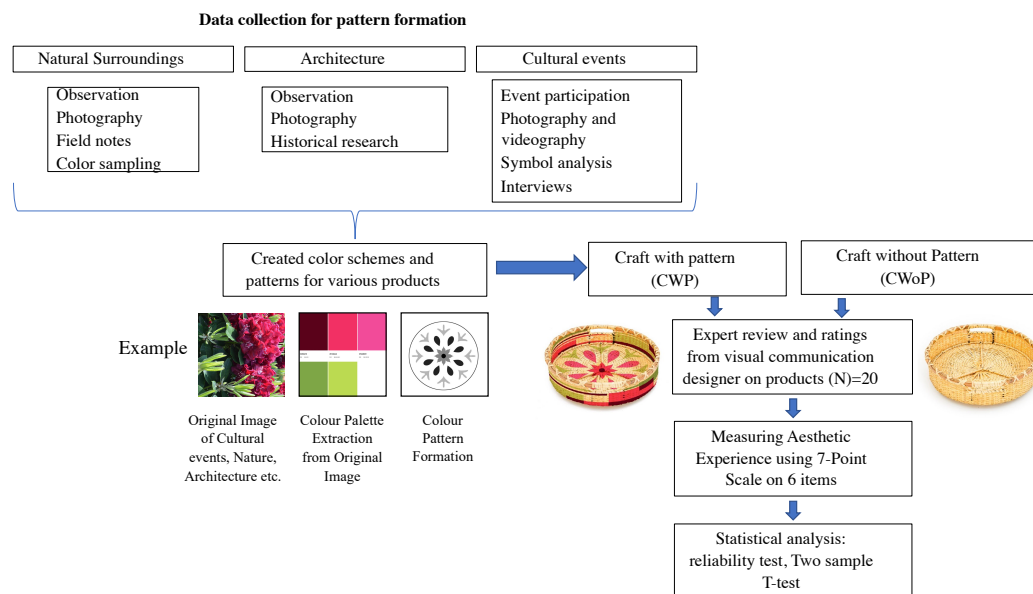 Data collection for pattern formation
Natural Surroundings
Architecture
Cultural events
Observation
Photography
Field notes
Color sampling
Observation
Photography
Historical research
Event participation
Photography and
videography
Symbol analysis
Interviews
Created color schemes and
patterns for various products
Craft with pattern
(CWP)
Craft without Pattern
(CWoP)
Example
Original Image
of Cultural
events, Nature,
Architecture etc.
Colour Palette
Extraction
from Original
Image
Colour
Pattern
Formation
Expert review and ratings
from visual communication
designer on products (N)=20
Measuring Aesthetic
Experience using 7-Point
Scale on 6 items
Statistical analysis:
reliability test, Two sample
T-test